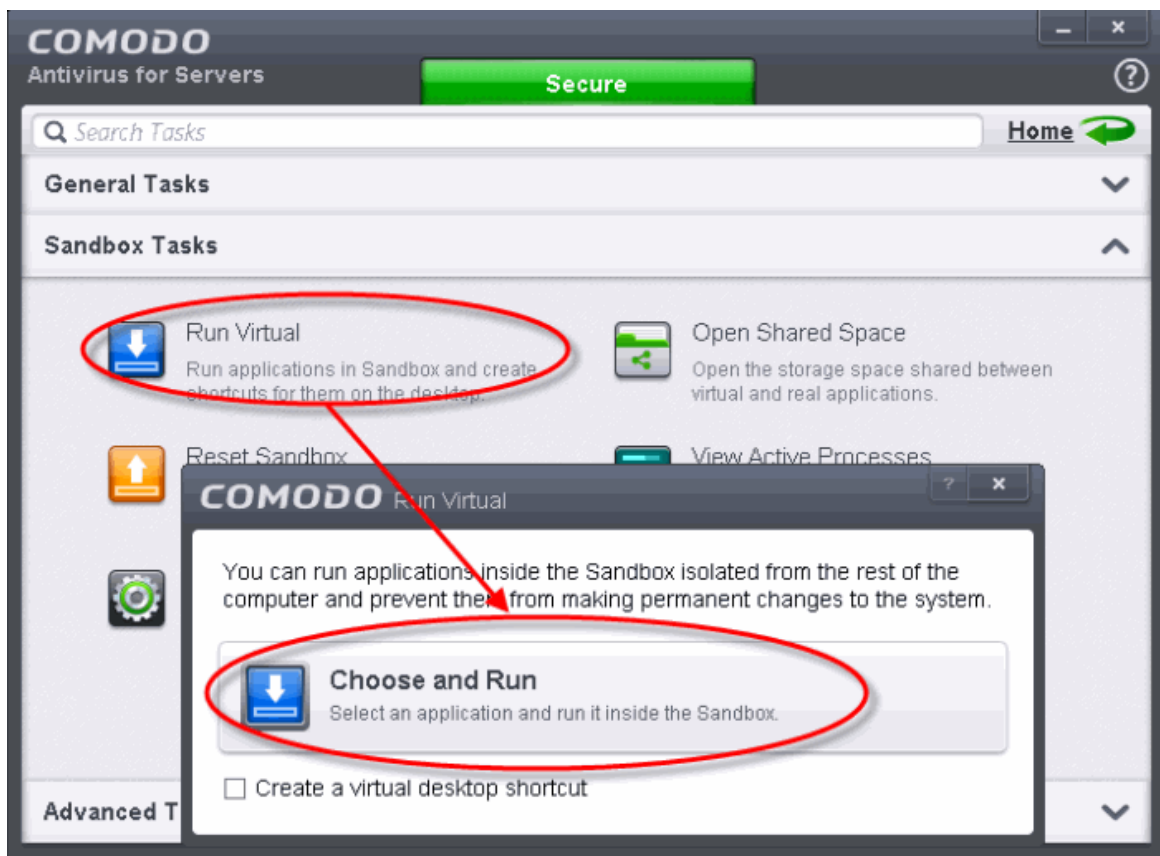 COMODO
Antivirus for Servers
Secure
Search Tasks
Home
General Tasks
Sandbox Tasks
Run Virtual
Run applications in Sandbox and create
shortcuts for them on the desktop.
Open Shared Space
Open the storage space shared between
virtual and real applications.
Reset Sandbox
View Active Processes
COMODO Run Virtual
You can run applications inside the Sandbox isolated from the rest of the
computer and prevent them from making permanent changes to the system.
Choose and Run
Select an application and run it inside the Sandbox.
Create a virtual desktop shortcut
Advanced T